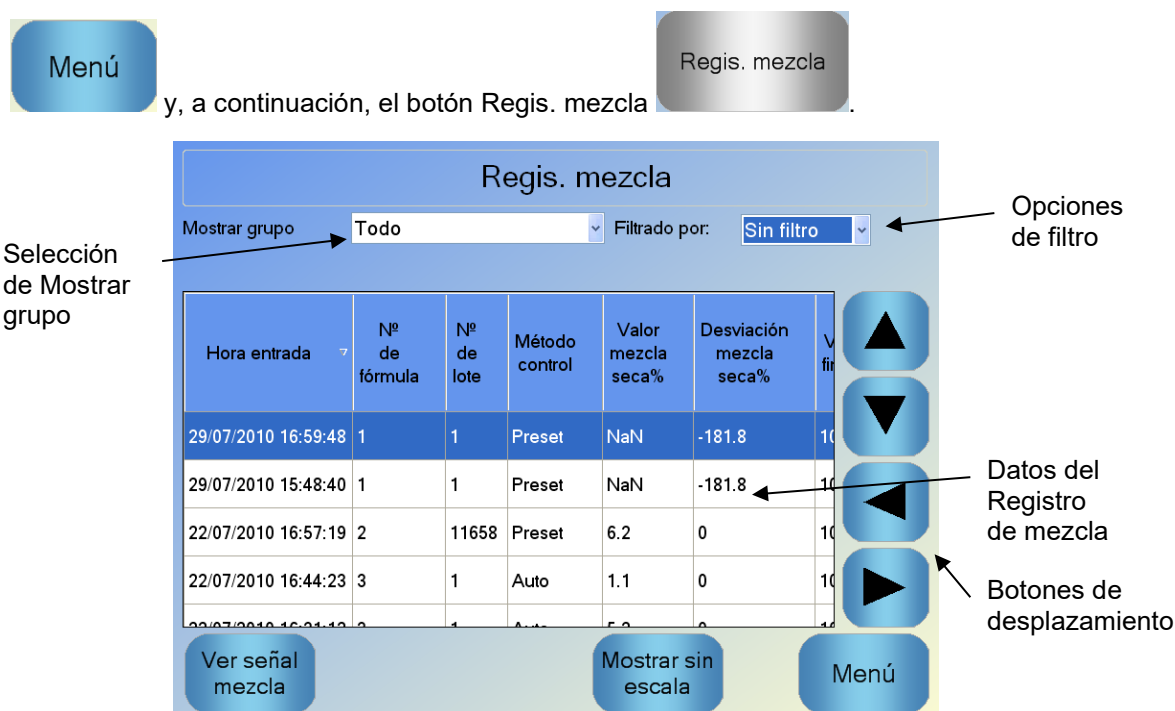 Menú
Regis. mezcla
y, a continuación, el botón Regis. mezcla .
Regis. mezcla
Mostrar grupo
Todo
Filtrado por:
Sin filtro
Opciones
de filtro
Selección
de Mostrar
grupo
Hora entrada
Nº
de
fórmula
Nº
de
lote
Método
control
Valor
mezcla
seca%
Desviación
mezcla
seca%
29/07/2010 16:59:48 1 1 Preset NaN -181.8 10
29/07/2010 15:48:40 1 1 Preset NaN -181.8 10
22/07/2010 16:57:19 2 11658 Preset 6.2 0 10
22/07/2010 16:44:23 3 1 Auto 1.1 0 10
Datos del
Registro
de mezcla
Botones de
desplazamiento
Ver señal
mezcla
Mostrar sin
escala
Menú